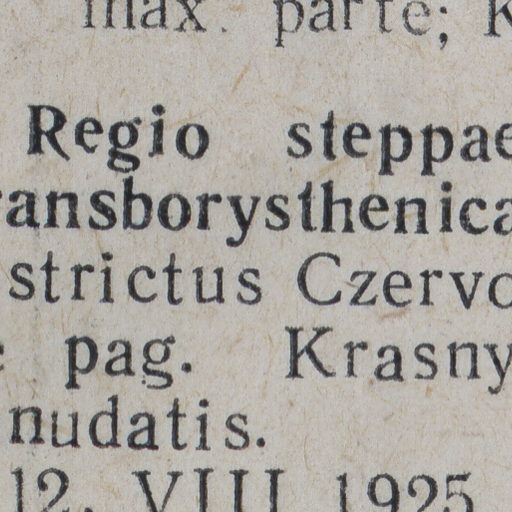 max. parte; K
Regio steppae
ransborysthenica
strictus Czervo
pag. Krasny
nudatis.
12. VIII 1925